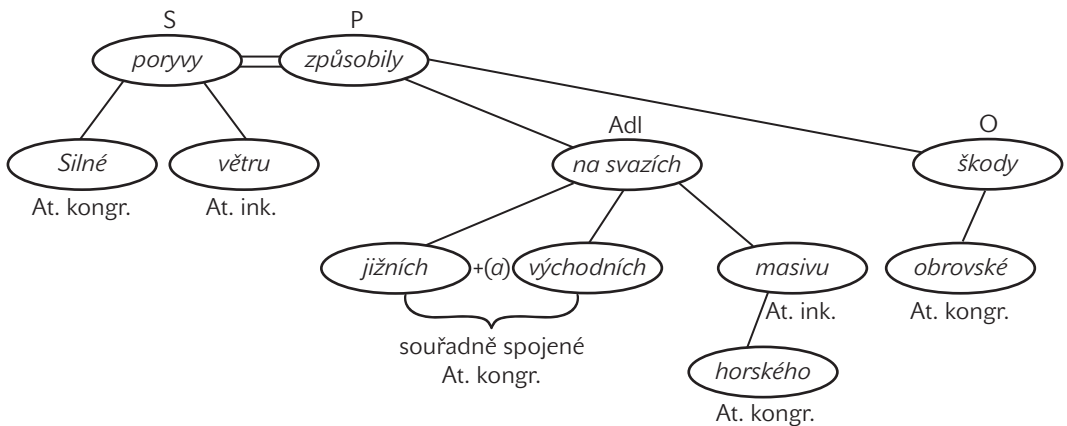 S P
poryvy způsobily
Adl O
Silné větru na svazích škody
At. kongr. At. ink.
jižních +(a) východních masivu obrovské
At. ink. At. kongr.
souřadně spojené
At. kongr.
horského
At. kongr.